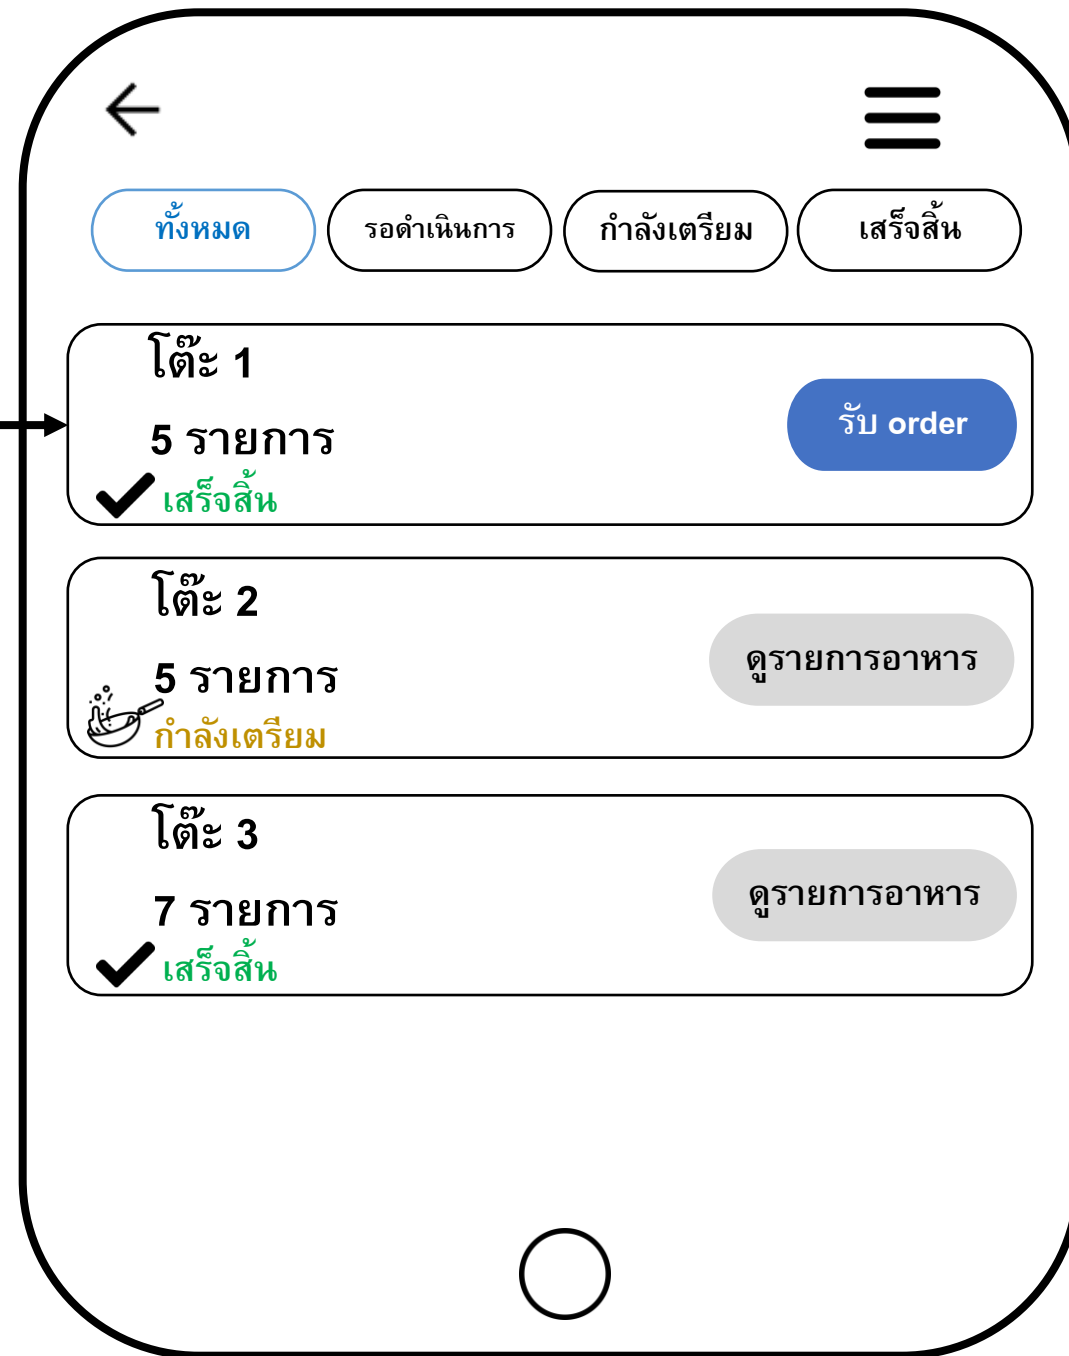 ทั้งหมด
รอดำเนินการ
กำลังเตรียม
เสร็จสิ้น
โต๊ะ 1
5 รายการ
เสร็จสิ้น
รับ order
โต๊ะ 2
5 รายการ
กำลังเตรียม
ดูรายการอาหาร
โต๊ะ 3
7 รายการ
เสร็จสิ้น
ดูรายการอาหาร